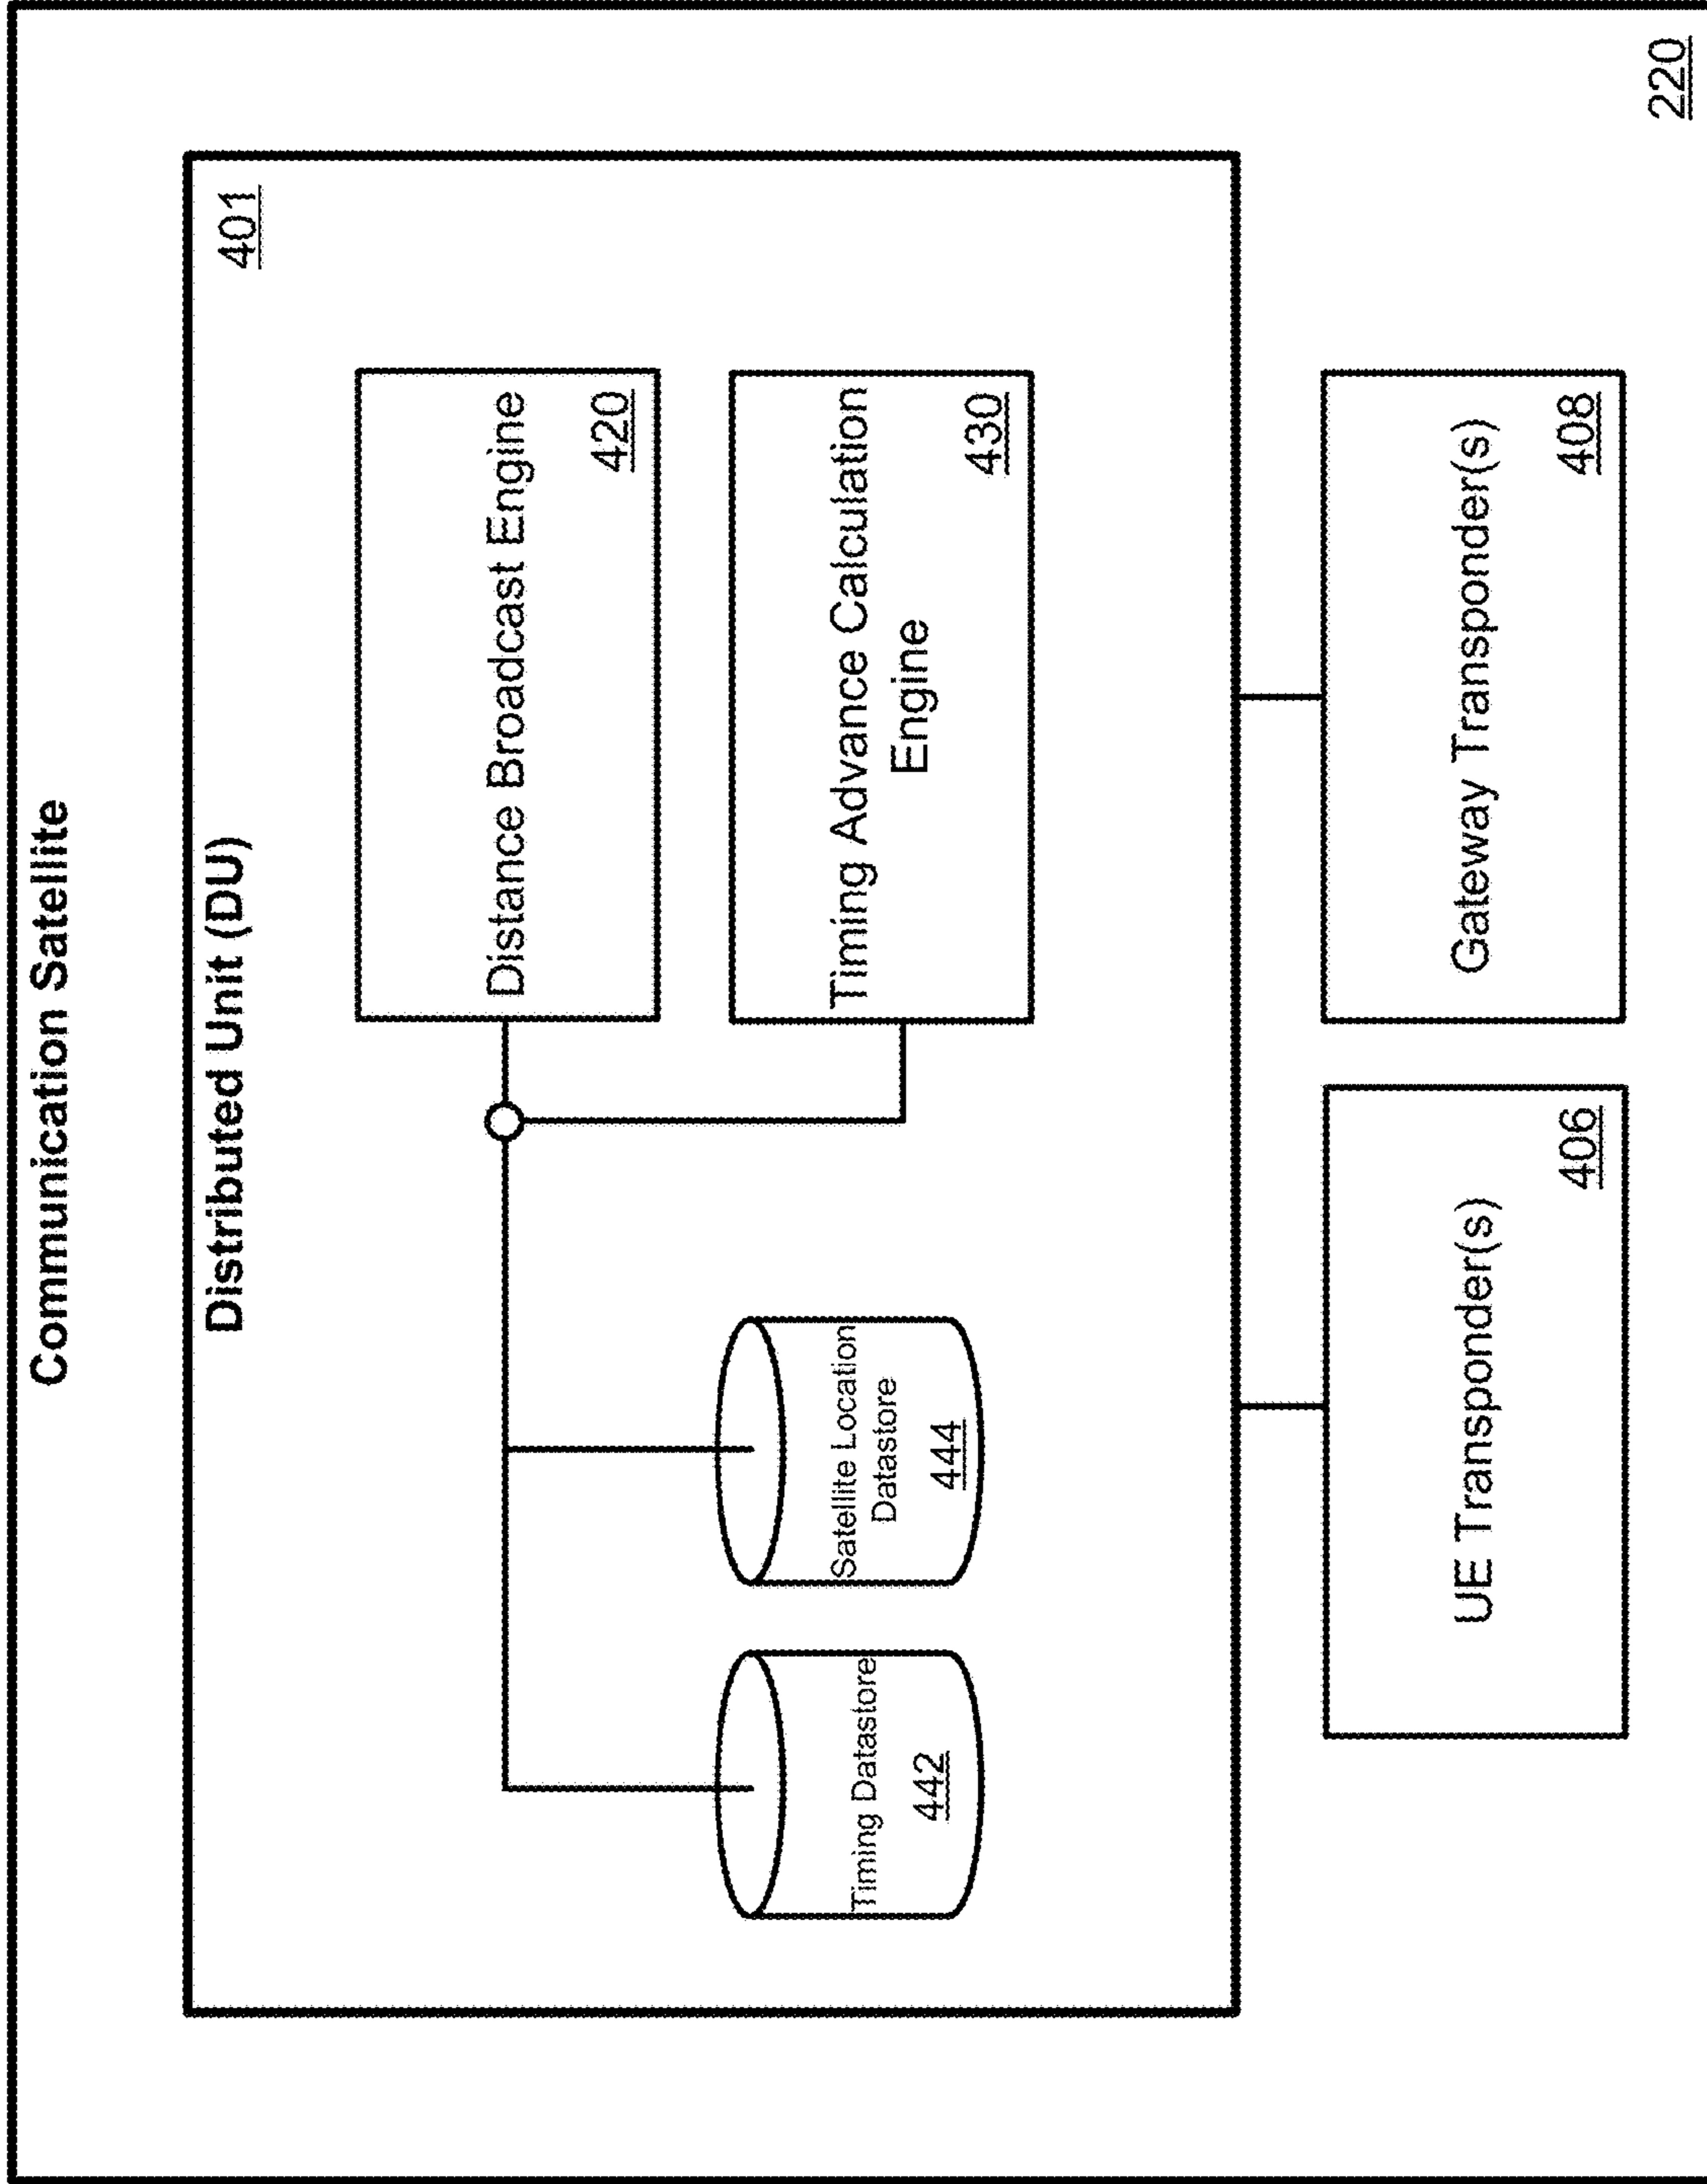 Communication Satellite
Distributed Unit (DU)
401
Distance Broadcast Engine
420
Timing Advance Calculation
Engine
430
Timing Datastore
442
Satellite Location
Datastore
444
UE Transponder(s)
406
Gateway Transponder(s)
408
220